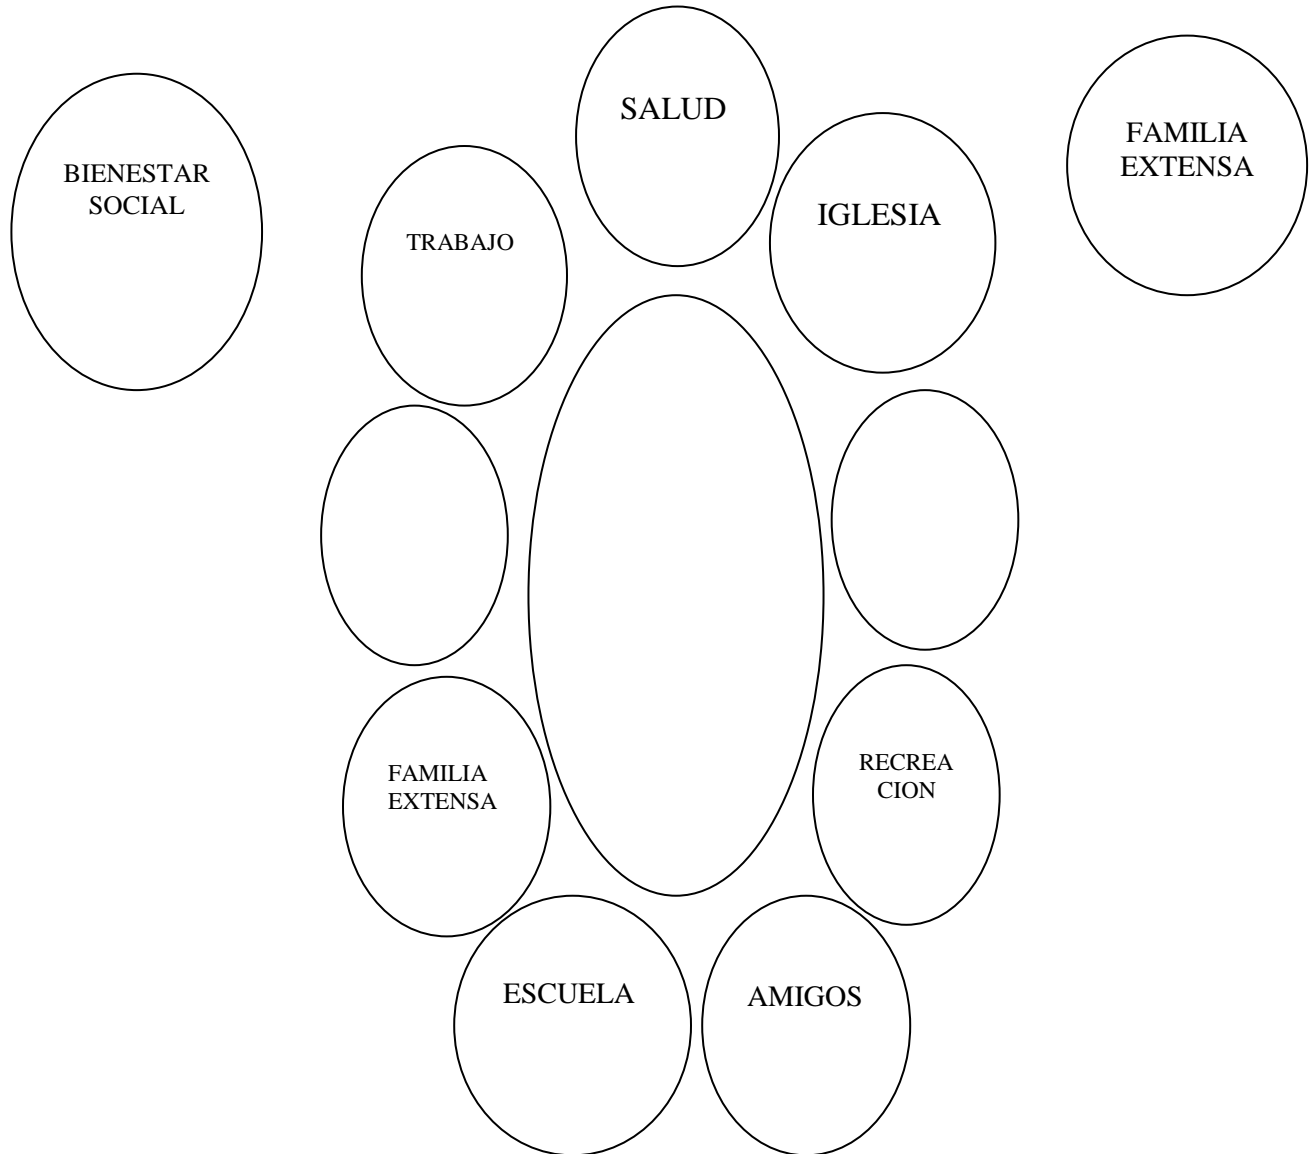 SALUD
FAMILIA
EXTENSA
BIENESTAR
SOCIAL
IGLESIA
TRABAJO
FAMILIA
EXTENSA
RECREA
CION
ESCUELA
AMIGOS